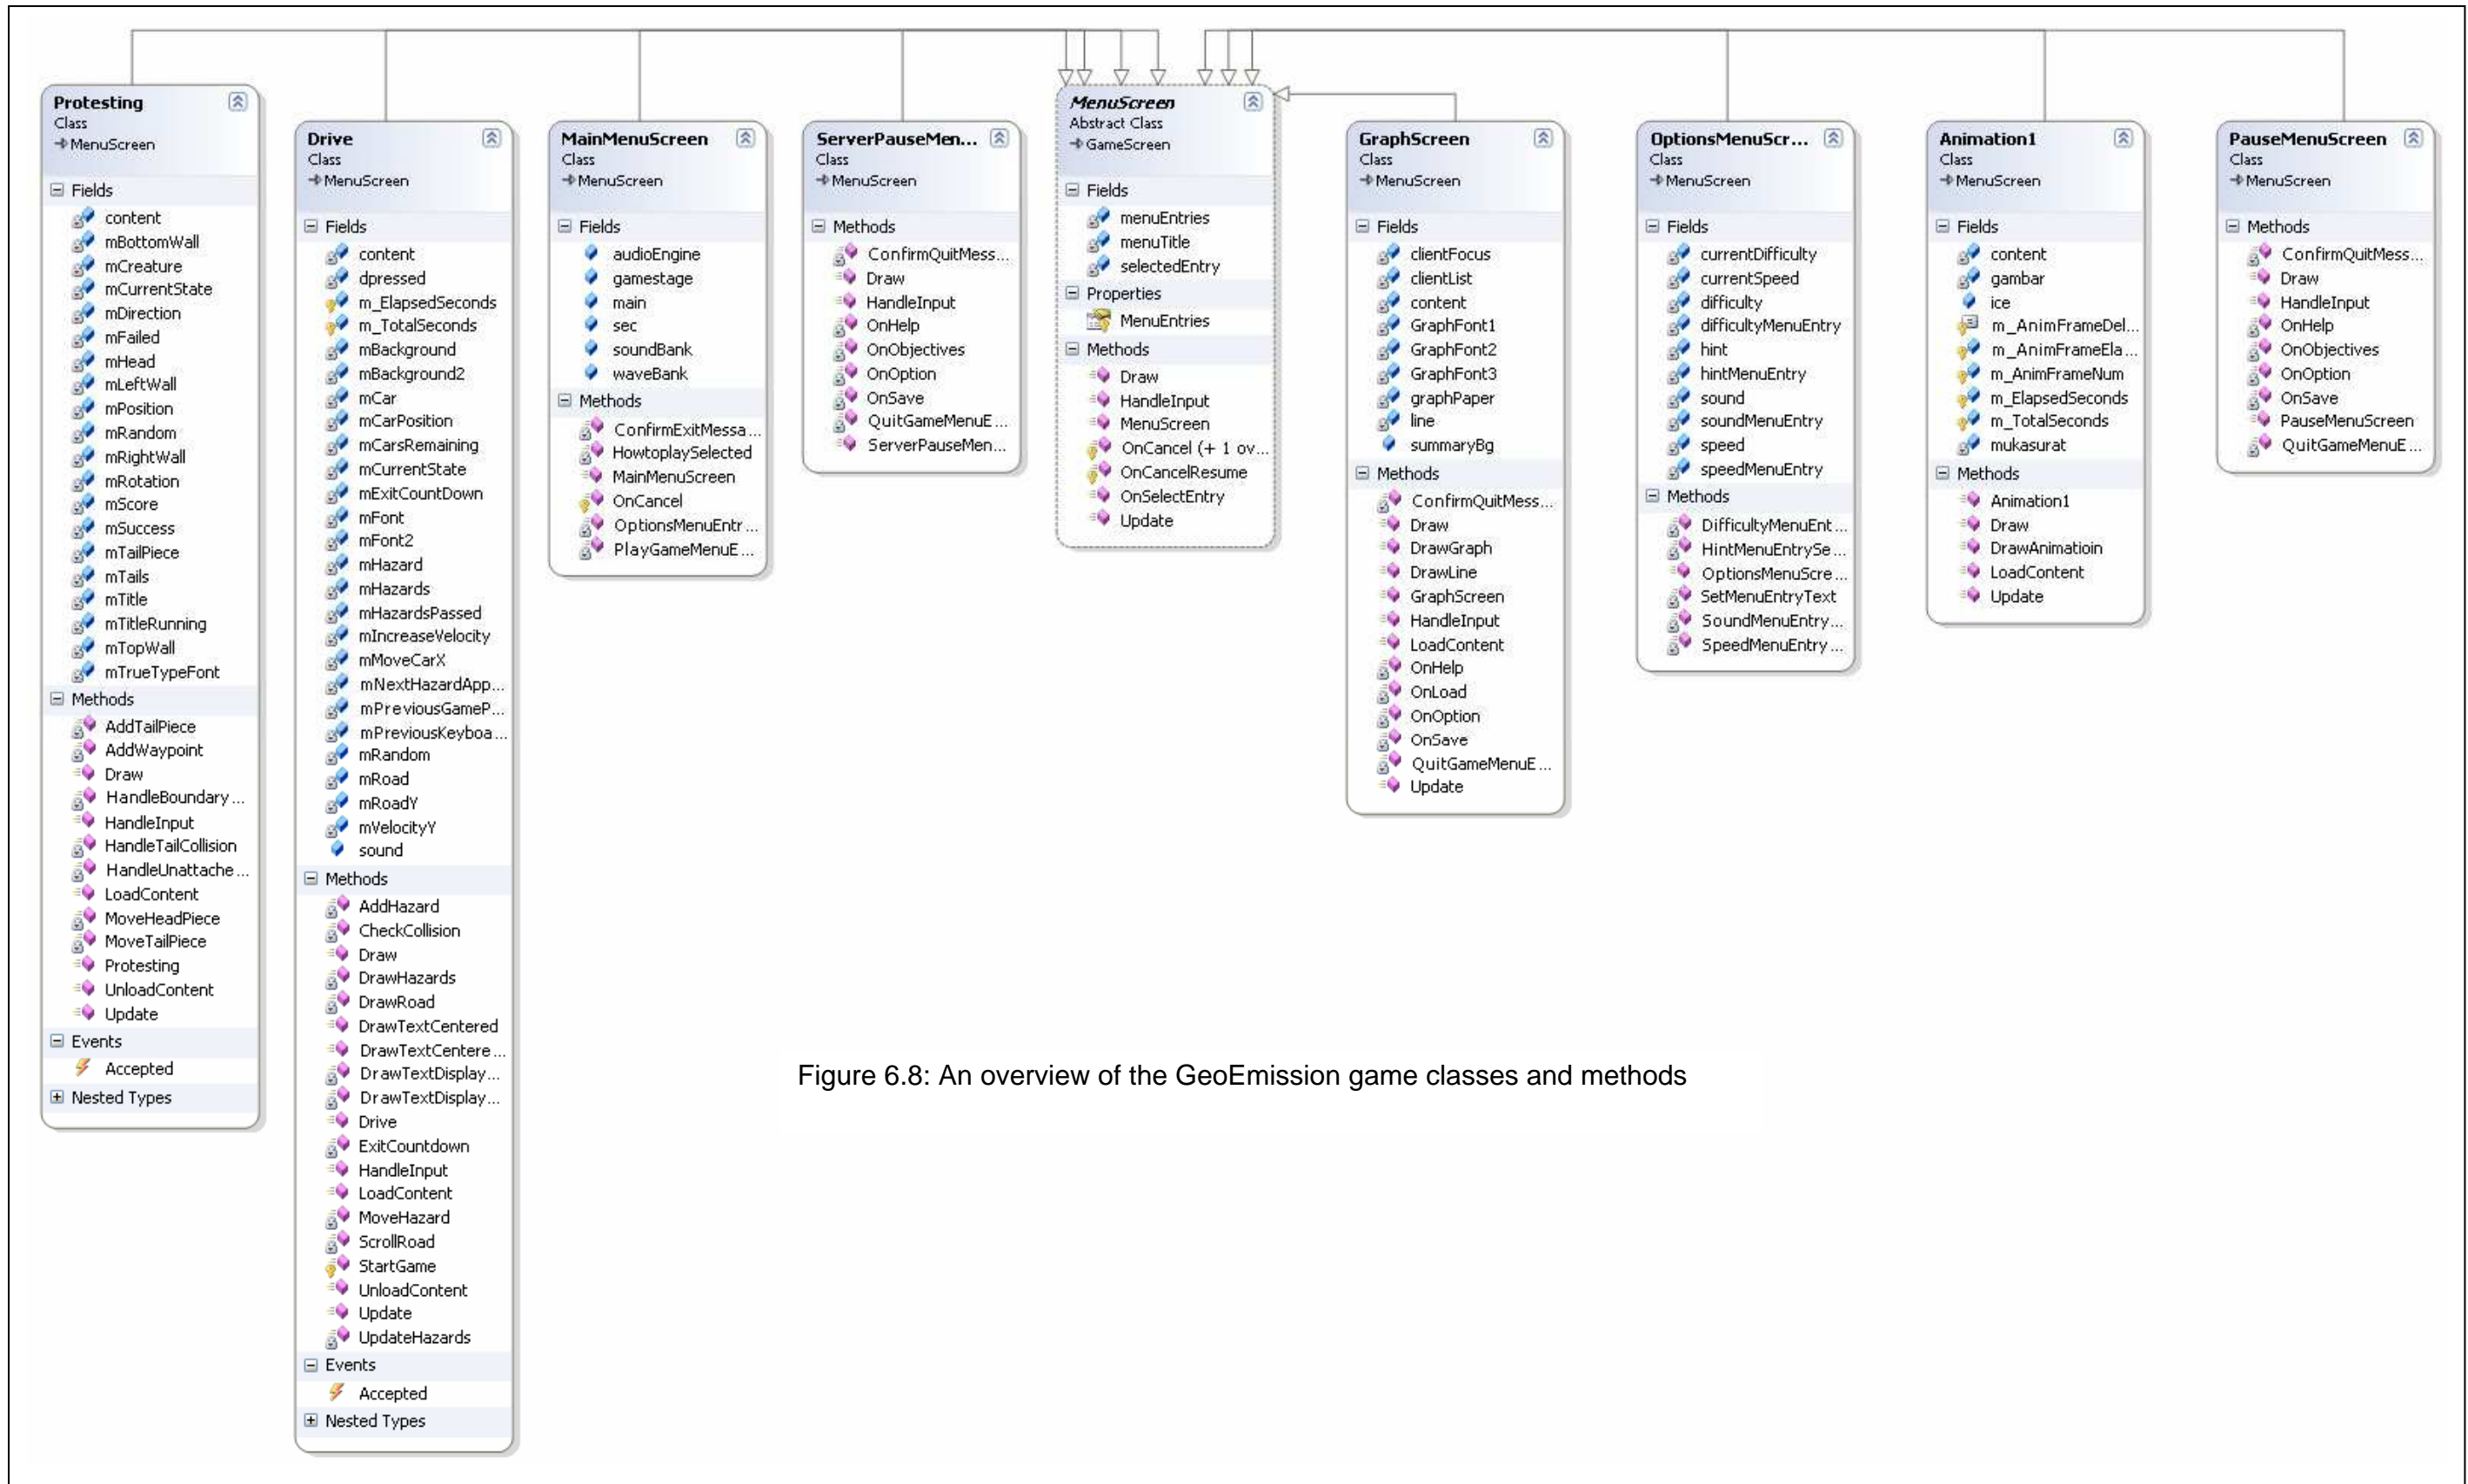 Protesting
Class
MenuScreen
Fields
content
mBottomWall
mCreature
mCurrentState
mDirection
mFailed
mHead
mLeftWall
mPosition
mRandom
mRightWall
mRotation
mScore
mSuccess
mTailPiece
mTails
mTitle
mTitleRunning
mTopWall
mTrueTypeFont
Methods
AddTailPiece
AddWaypoint
Draw
HandleBoundary...
HandleInput
HandleTailCollision
HandleUnattache...
LoadContent
MoveHeadPiece
MoveTailPiece
Protesting
UnloadContent
Update
Events
Accepted
Nested Types
Drive
Class
MenuScreen
Fields
content
dpressed
m_ElapsedSeconds
m_TotalSeconds
mBackground
mBackground2
mCar
mCarPosition
mCarsRemaining
mCurrentState
mExitCountDown
mFont
mFont2
mHazard
mHazards
mHazardsPassed
mIncreaseVelocity
mMoveCarX
mNextHazardApp...
mPreviousGameP...
mPreviousKeyboa...
mRandom
mRoad
mRoadY
mVelocityY
sound
Methods
AddHazard
CheckCollision
Draw
DrawHazards
DrawRoad
DrawTextCentered
DrawTextCentere...
DrawTextDisplay...
DrawTextDisplay...
Drive
ExitCountdown
HandleInput
LoadContent
MoveHazard
ScrollRoad
StartGame
UnloadContent
Update
UpdateHazards
Events
Accepted
Nested Types
MainMenuScreen
Class
MenuScreen
Fields
audioEngine
gamestage
main
sec
soundBank
waveBank
Methods
ConfirmExitMessa...
HowtoplaySelected
MainMenuScreen
OnCancel
OptionsMenuEntr...
PlayGameMenuE...
ServerPauseMen...
Class
MenuScreen
Methods
ConfirmQuitMess...
Draw
HandleInput
OnHelp
OnObjectives
OnOption
OnSave
QuitGameMenuE...
ServerPauseMen...
MenuScreen
Abstract Class
GameScreen
Fields
menuEntries
menuTitle
selectedEntry
Properties
MenuEntries
Methods
Draw
HandleInput
MenuScreen
OnCancel (+ 1 ov...
OnCancelResume
OnSelectEntry
Update
GraphScreen
Class
MenuScreen
Fields
clientFocus
clientList
content
GraphFont1
GraphFont2
GraphFont3
graphPaper
line
summaryBg
Methods
ConfirmQuitMess...
Draw
DrawGraph
DrawLine
GraphScreen
HandleInput
LoadContent
OnHelp
OnLoad
OnOption
OnSave
QuitGameMenuE...
Update
OptionsMenuScr...
Class
MenuScreen
Fields
currentDifficulty
currentSpeed
difficulty
difficultyMenuEntry
hint
hintMenuEntry
sound
soundMenuEntry
speed
speedMenuEntry
Methods
DifficultyMenuEnt...
HintMenuEntrySe...
OptionsMenuScre...
SetMenuEntryText
SoundMenuEntry...
SpeedMenuEntry...
Animation1
Class
MenuScreen
Fields
content
gambar
ice
m_AnimFrameDel...
m_AnimFrameEla...
m_AnimFrameNum
m_ElapsedSeconds
m_TotalSeconds
mukasurat
Methods
Animation1
Draw
DrawAnimatioin
LoadContent
Update
PauseMenuScreen
Class
MenuScreen
Methods
ConfirmQuitMess...
Draw
HandleInput
OnHelp
OnObjectives
OnOption
OnSave
PauseMenuScreen
QuitGameMenuE...
Figure 6.8: An overview of the GeoEmission game classes and methods